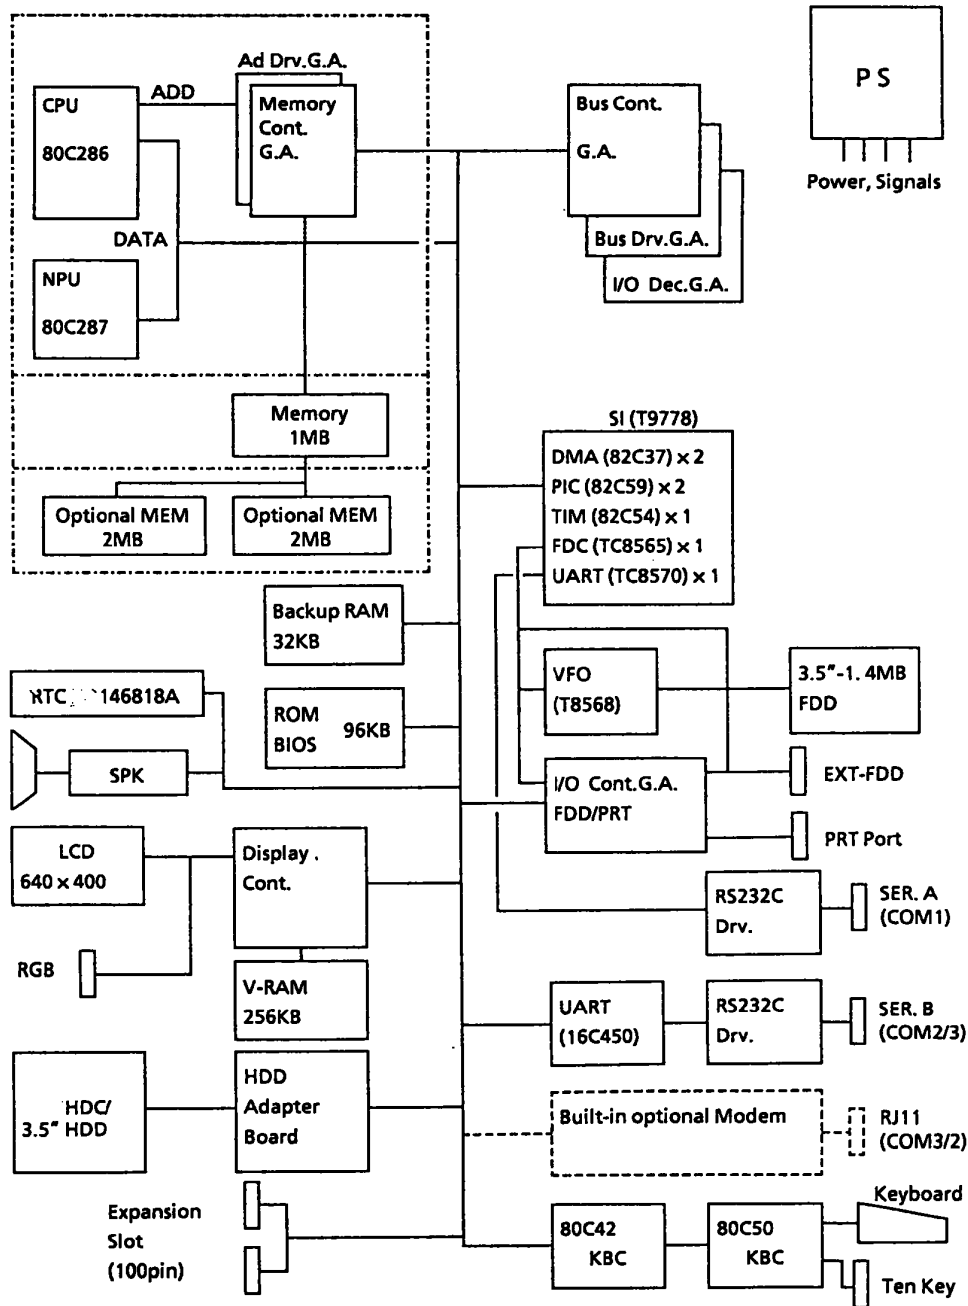 Ad Drv.G.A.
CPU
80C286
ADD
Memory
Cont.
G.A.
DATA
NPU
80C287
Bus Cont.
G.A.
Bus Drv.G.A.
I/O Dec.G.A.
PS
Power, Signals
Memory
1MB
Optional MEM
2MB
Optional MEM
2MB
SI (T9778)
DMA (82C37) x 2
PIC (82C59) x 2
TIM (82C54) x 1
FDC (TC8565) x 1
UART (TC8570) x 1
Backup RAM
32KB
RTC 146818A
ROM 96KB
BIOS
SPK
VFO
(T8568)
3.5"-1. 4MB
FDD
I/O Cont.G.A.
FDD/PRT
EXT-FDD
PRT Port
LCD
640 x 400
Display .
Cont.
RGB
V-RAM
256KB
RS232C
Drv.
SER. A
(COM1)
UART
(16C450)
RS232C
Drv.
SER. B
(COM2/3)
HDC/
3.5" HDD
HDD
Adapter
Board
Built-in optional Modem
RJ11
(COM3/2)
Expansion
Slot
(100pin)
80C42
KBC
80C50
KBC
Keyboard
Ten Key